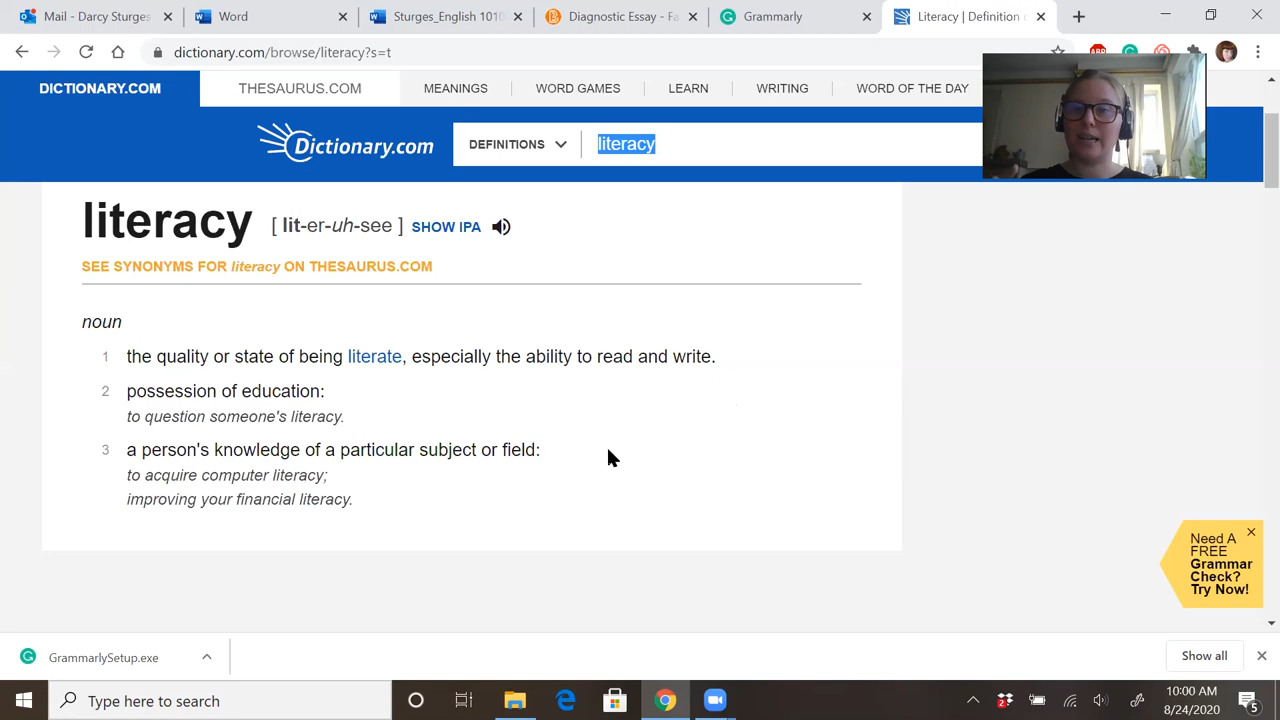 Mail - Darcy Sturges
Word
Sturges_English 1010
Diagnostic Essay - Fa
Grammarly
Literacy | Definition
dictionary.com/browse/literacy?s=t
ABP
DICTIONARY.COM
THESAURUS.COM
MEANINGS
WORD GAMES
LEARN
WRITING
WORD OF THE DAY
Dictionary.com
DEFINITIONS
literacy
literacy [ lit-er-uh-see ] SHOW IPA
SEE SYNONYMS FOR literacy ON THESAURUS.COM
noun
1 the quality or state of being literate, especially the ability to read and write.
2 possession of education:
to question someone's literacy.
3 a person's knowledge of a particular subject or field:
to acquire computer literacy;
improving your financial literacy.
Need A
FREE
Grammar
Check?
Try Now!
GrammarlySetup.exe
Show all
Type here to search
2
10:00 AM
8/24/2020
5